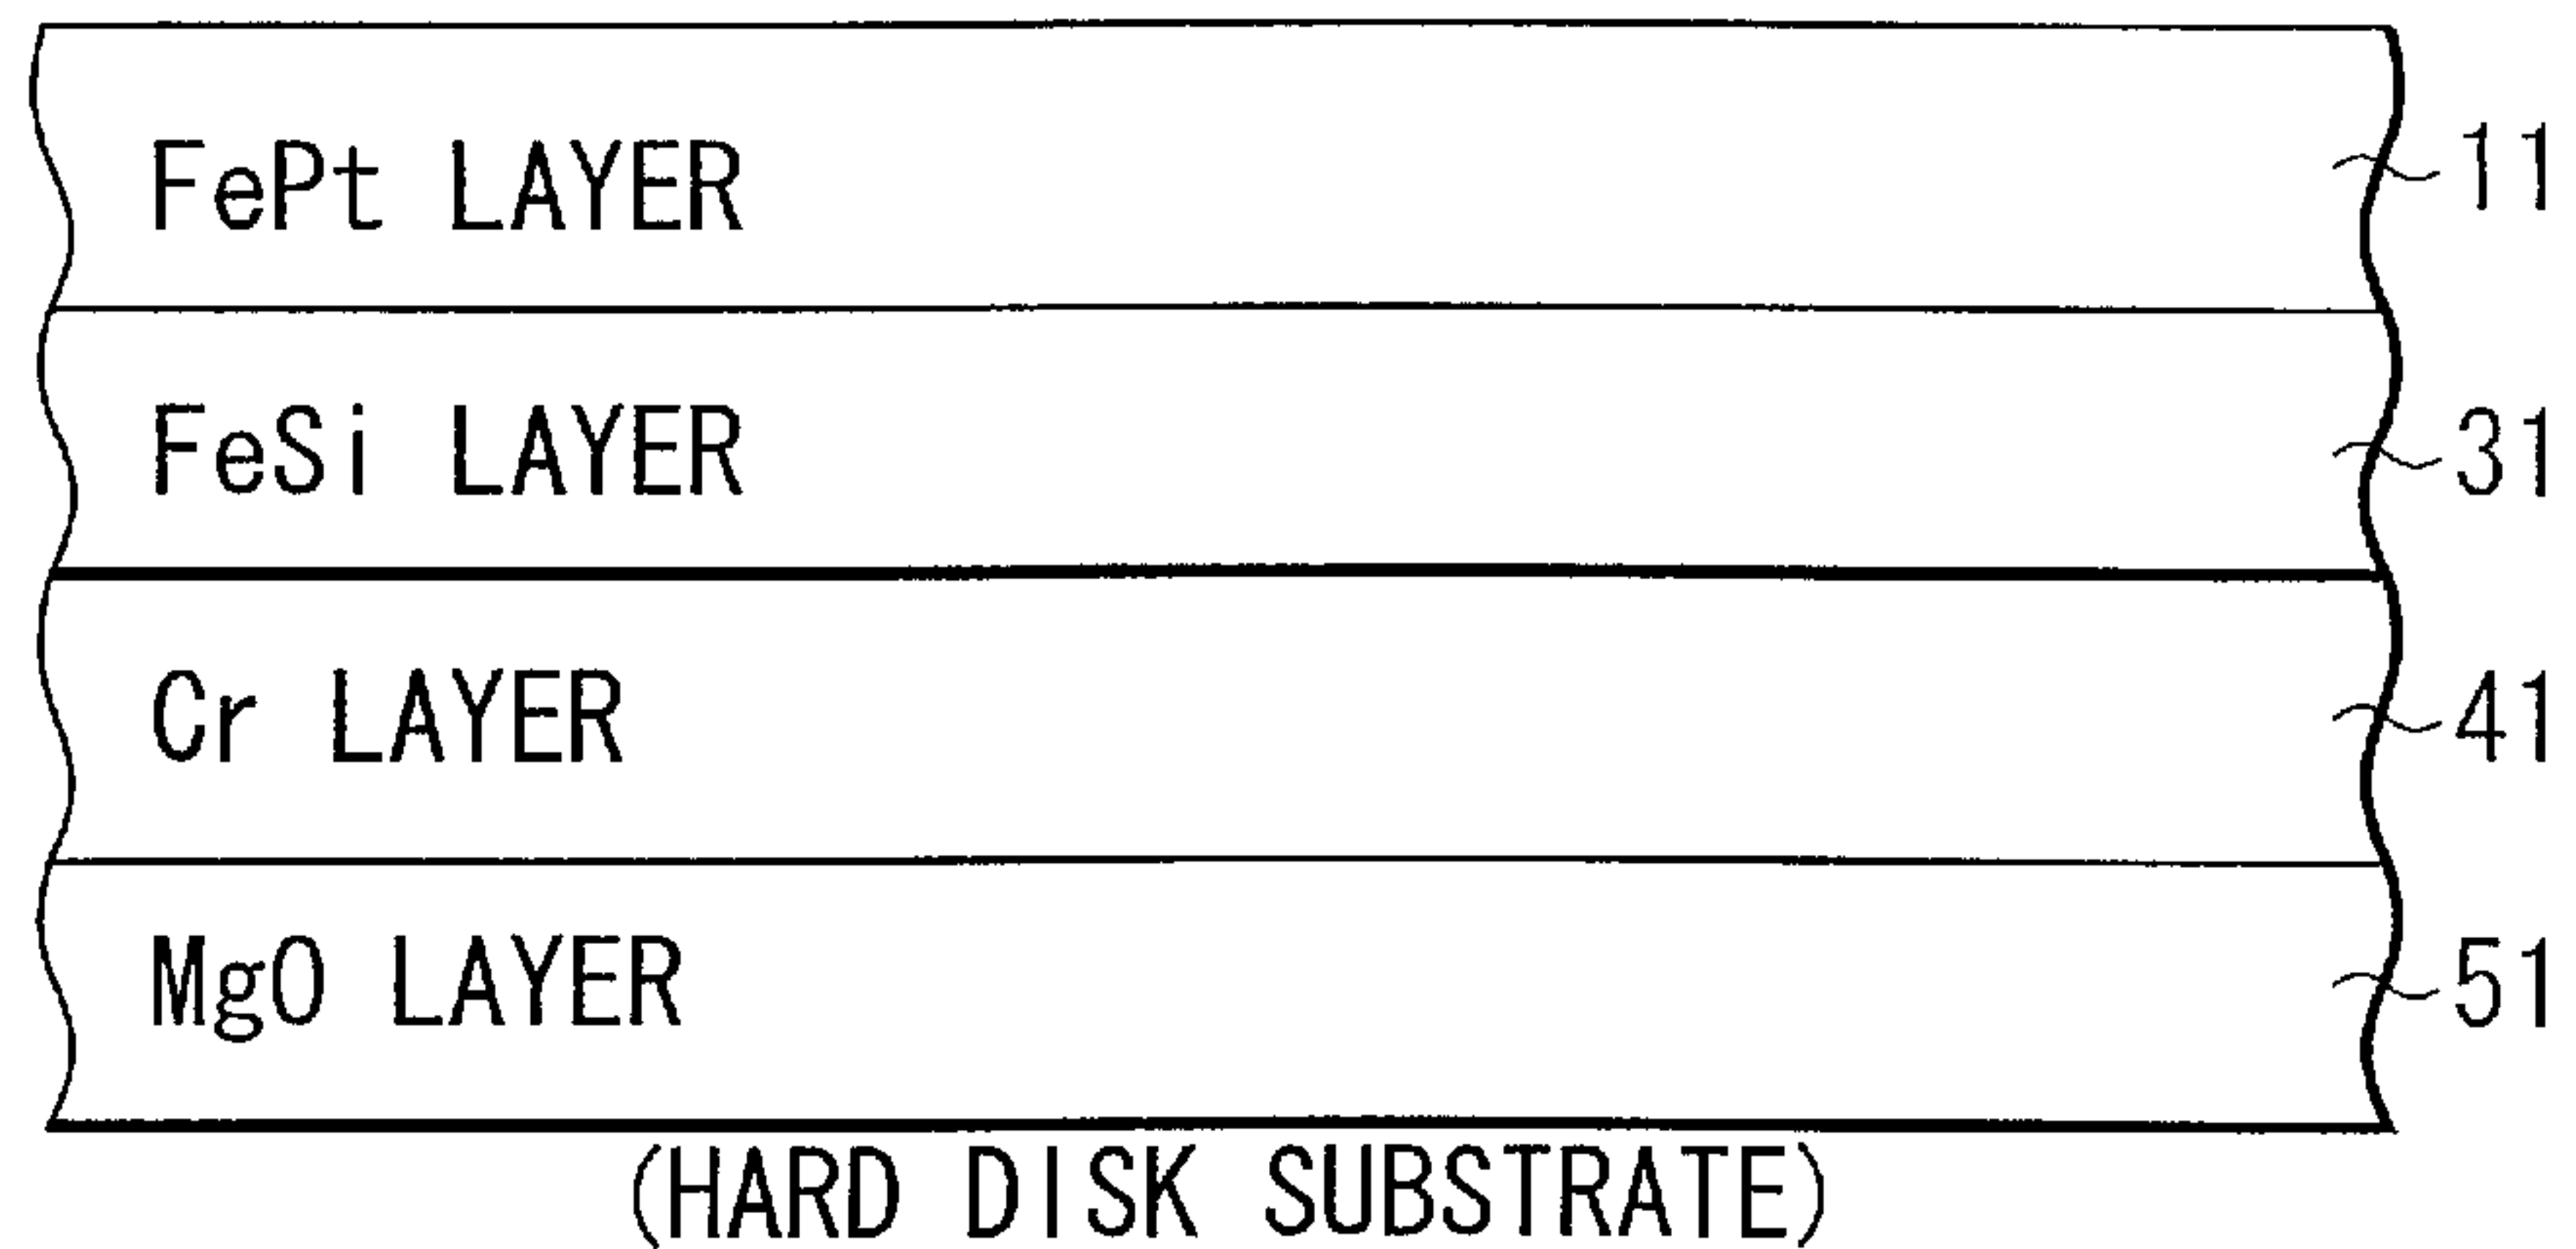 FePt LAYER 11
FeSi LAYER 31
Cr LAYER 41
MgO LAYER 51
(HARD DISK SUBSTRATE)